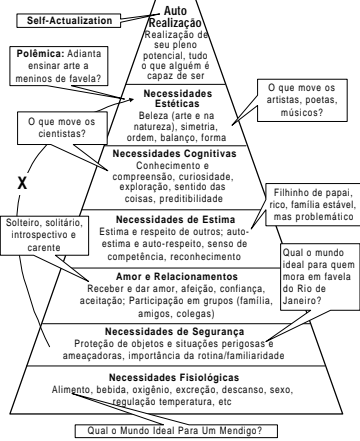 Self-Actualization
Auto
Realização
Realização de
seu pleno
potencial, tudo
o que alguém é
capaz de ser
Polêmica: Adianta
ensinar arte a
meninos de favela?
Necessidades
Estéticas
Beleza (arte e na
natureza), simetria,
ordem, balanço, forma
O que move os
artistas, poetas,
músicos?
O que move os
cientistas?
Necessidades Cognitivas
Conhecimento e
compreensão, curiosidade,
exploração, sentido das
coisas, preditibilidade
X
Filhinho de papai,
rico, família estável,
mas problemático
Solteiro, solitário,
introspectivo e
carente
Necessidades de Estima
Estima e respeito de outros; auto-
estima e auto-respeito, senso de
competência, reconhecimento
Qual o mundo
ideal para quem
mora em favela
do Rio de
Janeiro?
Amor e Relacionamentos
Receber e dar amor, afeição, confiança,
aceitação; Participação em grupos (família,
amigos, colegas)
Necessidades de Segurança
Proteção de objetos e situações perigosas e
ameaçadoras, importância da rotina/familiaridade
Necessidades Fisiológicas
Alimento, bebida, oxigênio, excreção, descanso, sexo,
regulação temperatura, etc
Qual o Mundo Ideal Para Um Mendigo?